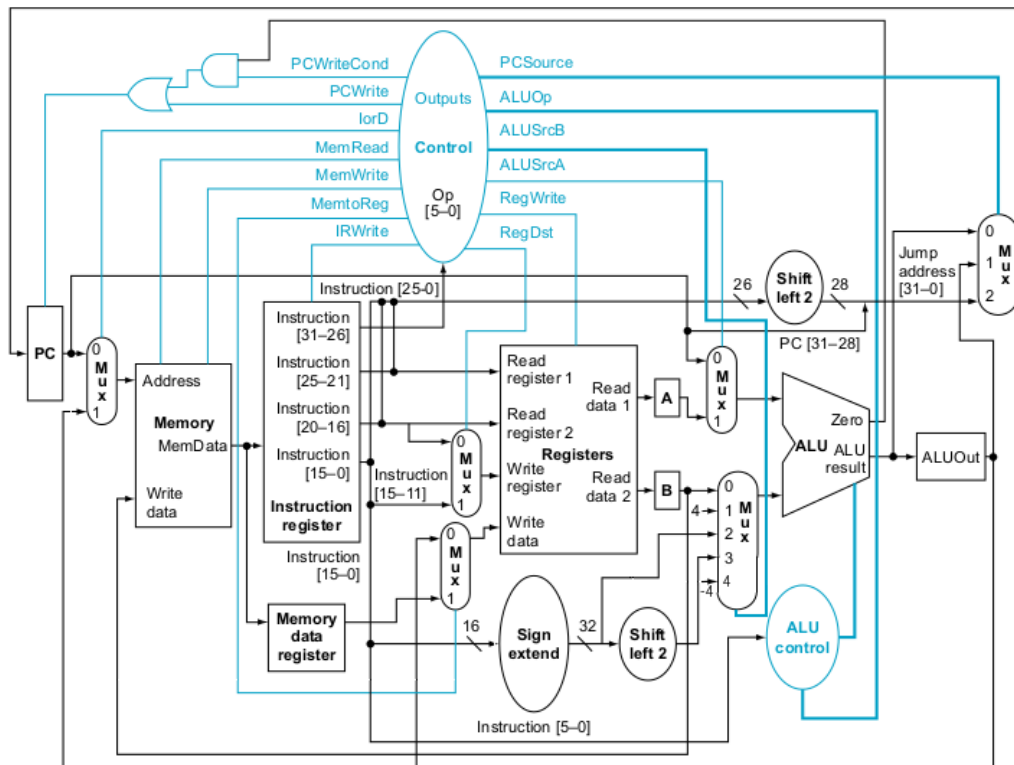 PCWriteCond
PCWrite
IorD
MemRead
MemWrite
MemtoReg
IRWrite
Outputs
Control
Op
[5–0]
PCSource
ALUOp
ALUSrcB
ALUSrcA
RegWrite
RegDst
Instruction [25-0]
26
Shift
left 2
28
Jump
address
[31–0]
PC [31–28]
0
1
2
Mux
PC
0
1
Mux
Address
Memory
MemData
Write
data
Instruction
[31–26]
Instruction
[25–21]
Instruction
[20–16]
Instruction
[15–0]
Instruction
register
Instruction
[15–11]
0
Mux
1
Instruction
[15–0]
0
Mux
1
Memory
data
register
Read
register 1
Read
register 2
Write
register
Write
data
Registers
Read
data 1
Read
data 2
A
B
0
Mux
1
4
-4
0
1
2
3
4
Mux
Zero
ALU
ALU
result
ALUOut
16
Sign
extend
32
Shift
left 2
ALU
control
Instruction [5–0]